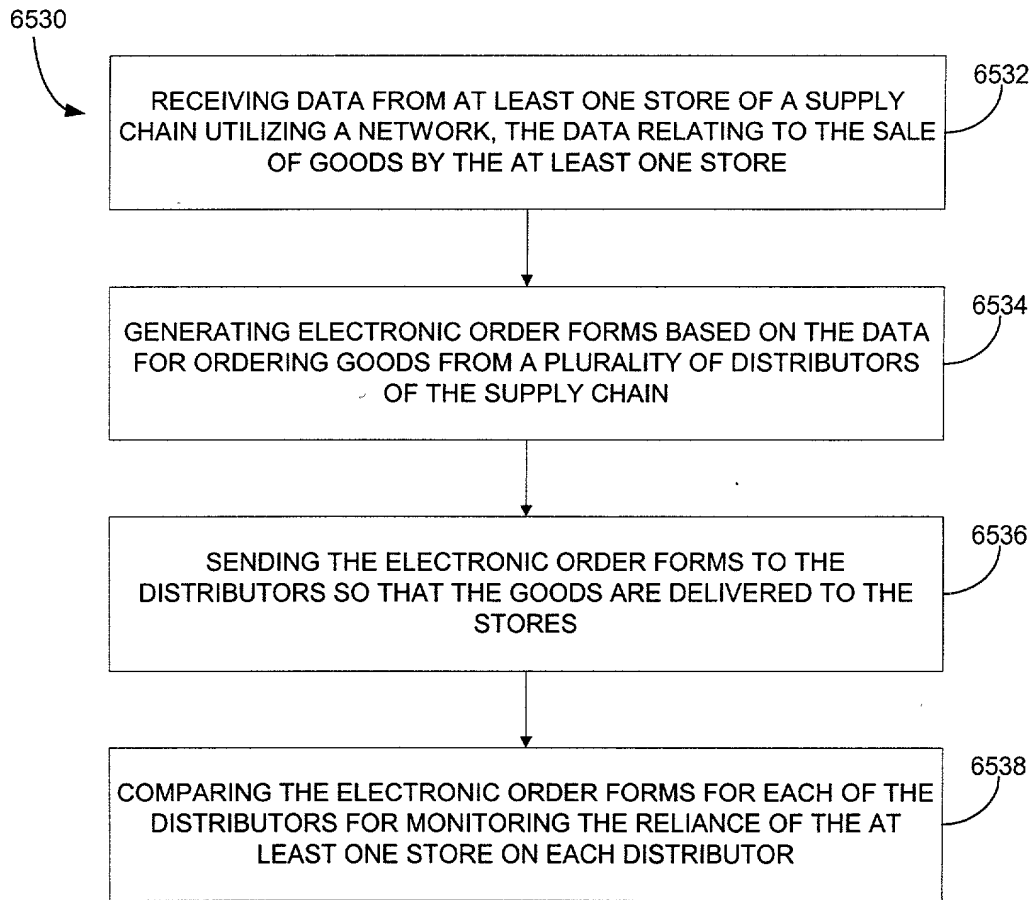 6530
6532
RECEIVING DATA FROM AT LEAST ONE STORE OF A SUPPLY
CHAIN UTILIZING A NETWORK, THE DATA RELATING TO THE SALE
OF GOODS BY THE AT LEAST ONE STORE
6534
GENERATING ELECTRONIC ORDER FORMS BASED ON THE DATA
FOR ORDERING GOODS FROM A PLURALITY OF DISTRIBUTORS
OF THE SUPPLY CHAIN
6536
SENDING THE ELECTRONIC ORDER FORMS TO THE
DISTRIBUTORS SO THAT THE GOODS ARE DELIVERED TO THE
STORES
6538
COMPARING THE ELECTRONIC ORDER FORMS FOR EACH OF THE
DISTRIBUTORS FOR MONITORING THE RELIANCE OF THE AT
LEAST ONE STORE ON EACH DISTRIBUTOR